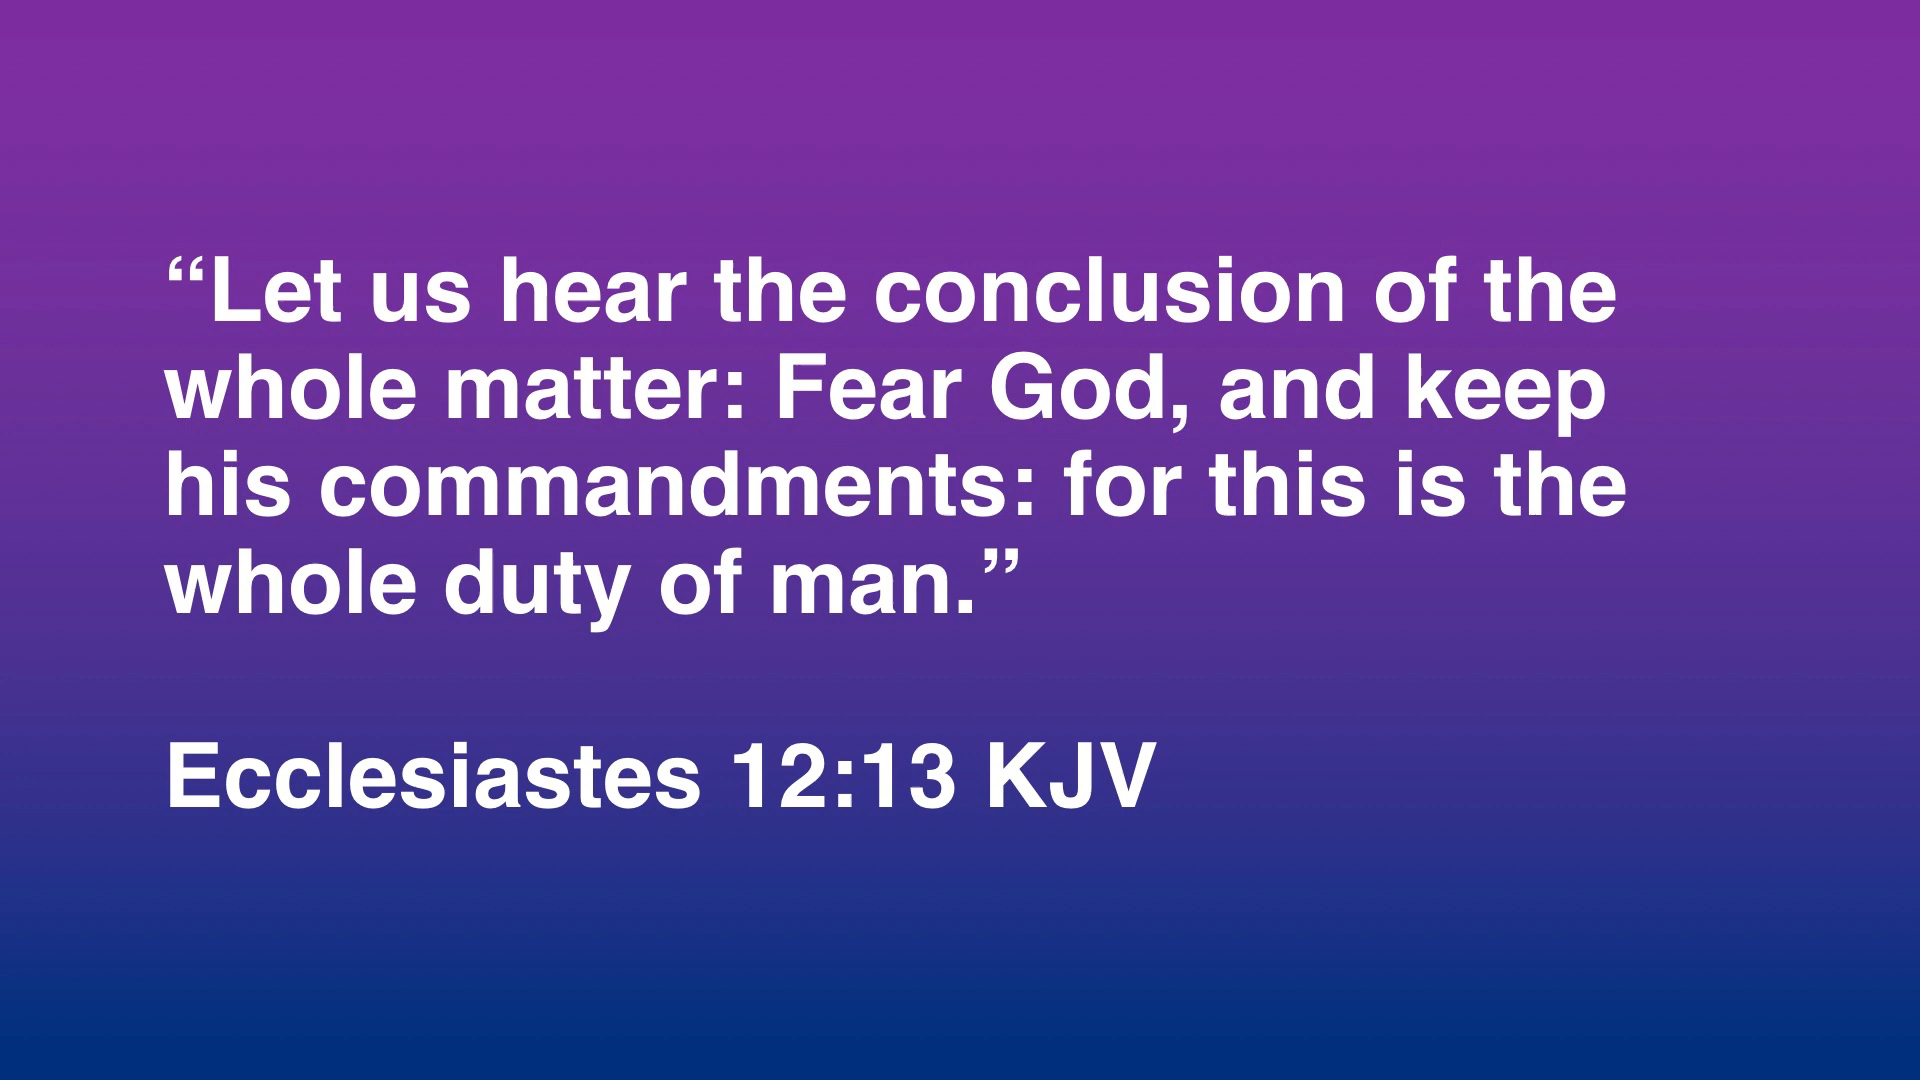 “Let us hear the conclusion of the
whole matter: Fear God, and keep
his commandments: for this is the
whole duty of man.”
Ecclesiastes 12:13 KJV